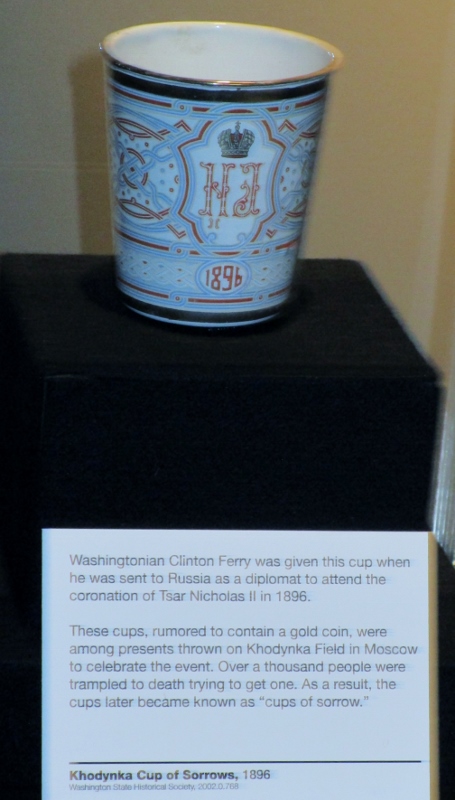 НА
II
1896
Washingtonian Clinton Ferry was given this cup when
he was sent to Russia as a diplomat to attend the
coronation of Tsar Nicholas II in 1896.
These cups, rumored to contain a gold coin, were
among presents thrown on Khodynka Field in Moscow
to celebrate the event. Over a thousand people were
trampled to death trying to get one. As a result, the
cups later became known as “cups of sorrow.”
Khodynka Cup of Sorrows, 1896
Washington State Historical Society, 2002.0.768